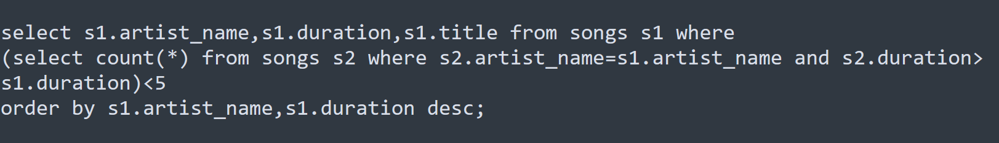 select s1.artist_name,s1.duration,s1.title from songs s1 where
(select count(*) from songs s2 where s2.artist_name=s1.artist_name and s2.duration>
s1.duration)<5
order by s1.artist_name,s1.duration desc;